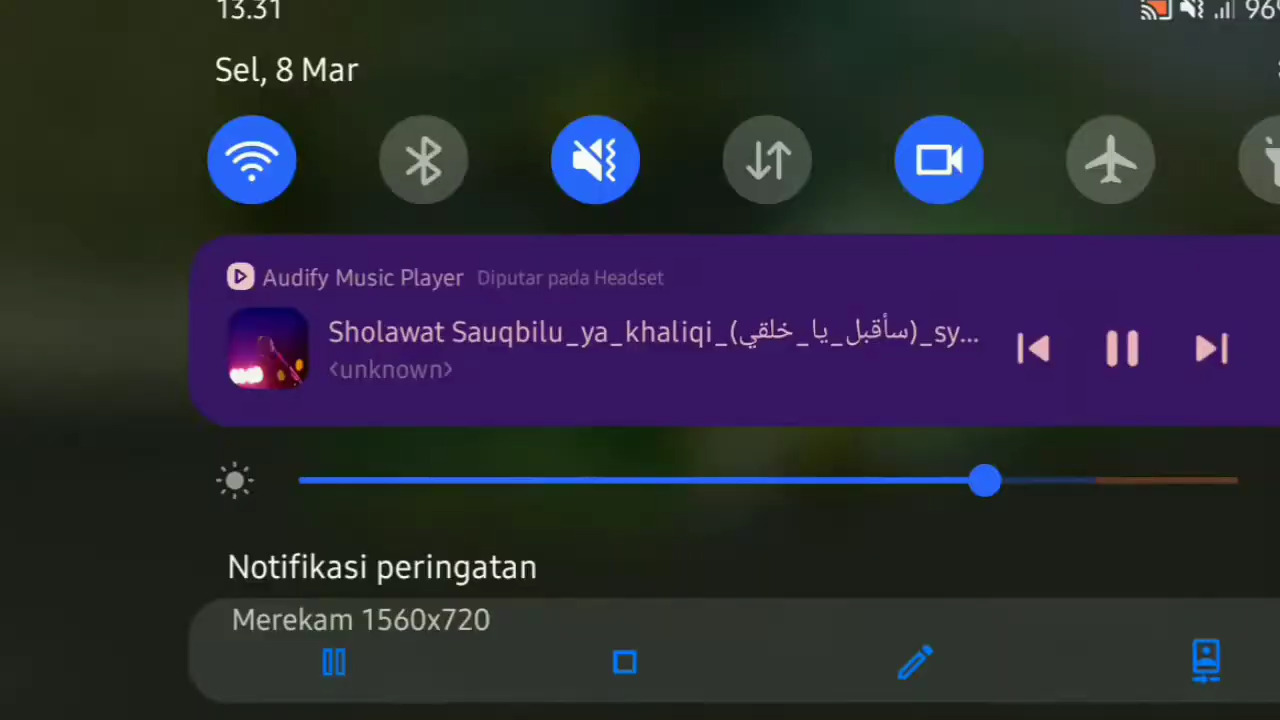 13.31
96%
Sel, 8 Mar
Audify Music Player Diputar pada Headset
Sholawat Sauqbilu_ya_khaliqi_(سأقبل_يا_خلقي)_sy...
<unknown>
Notifikasi peringatan
Merekam 1560x720